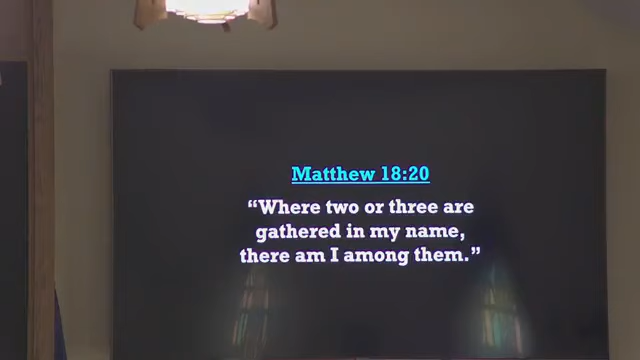 Matthew 18:20
“Where two or three are
gathered in my name,
there am I among them.”